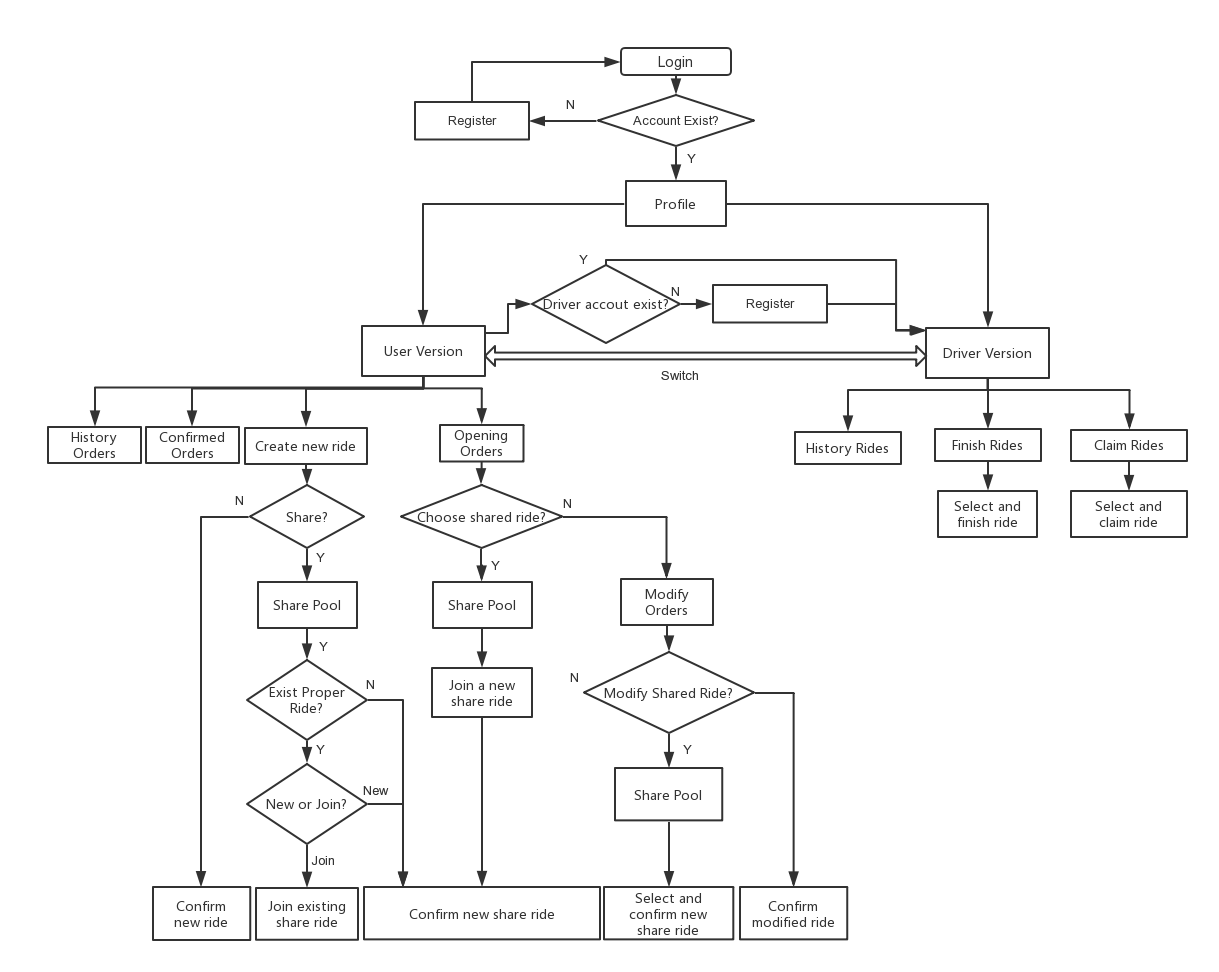 Login
N
Register
Account Exist?
Y
Profile
Y
N
Driver accout exist?
Register
User Version
Driver Version
Switch
History
Orders
Confirmed
Orders
Create new ride
Opening
Orders
History Rides
Finish Rides
Claim Rides
N
Share?
Choose shared ride?
N
Select and
finish ride
Select and
claim ride
Y
Y
Share Pool
Share Pool
Modify
Orders
Y
Exist Proper
Ride?
N
Join a new
share ride
N
Modify Shared Ride?
Y
Y
New or Join?
New
Share Pool
Join
Confirm
new ride
Join existing
share ride
Confirm new share ride
Select and
confirm new
share ride
Confirm
modified ride